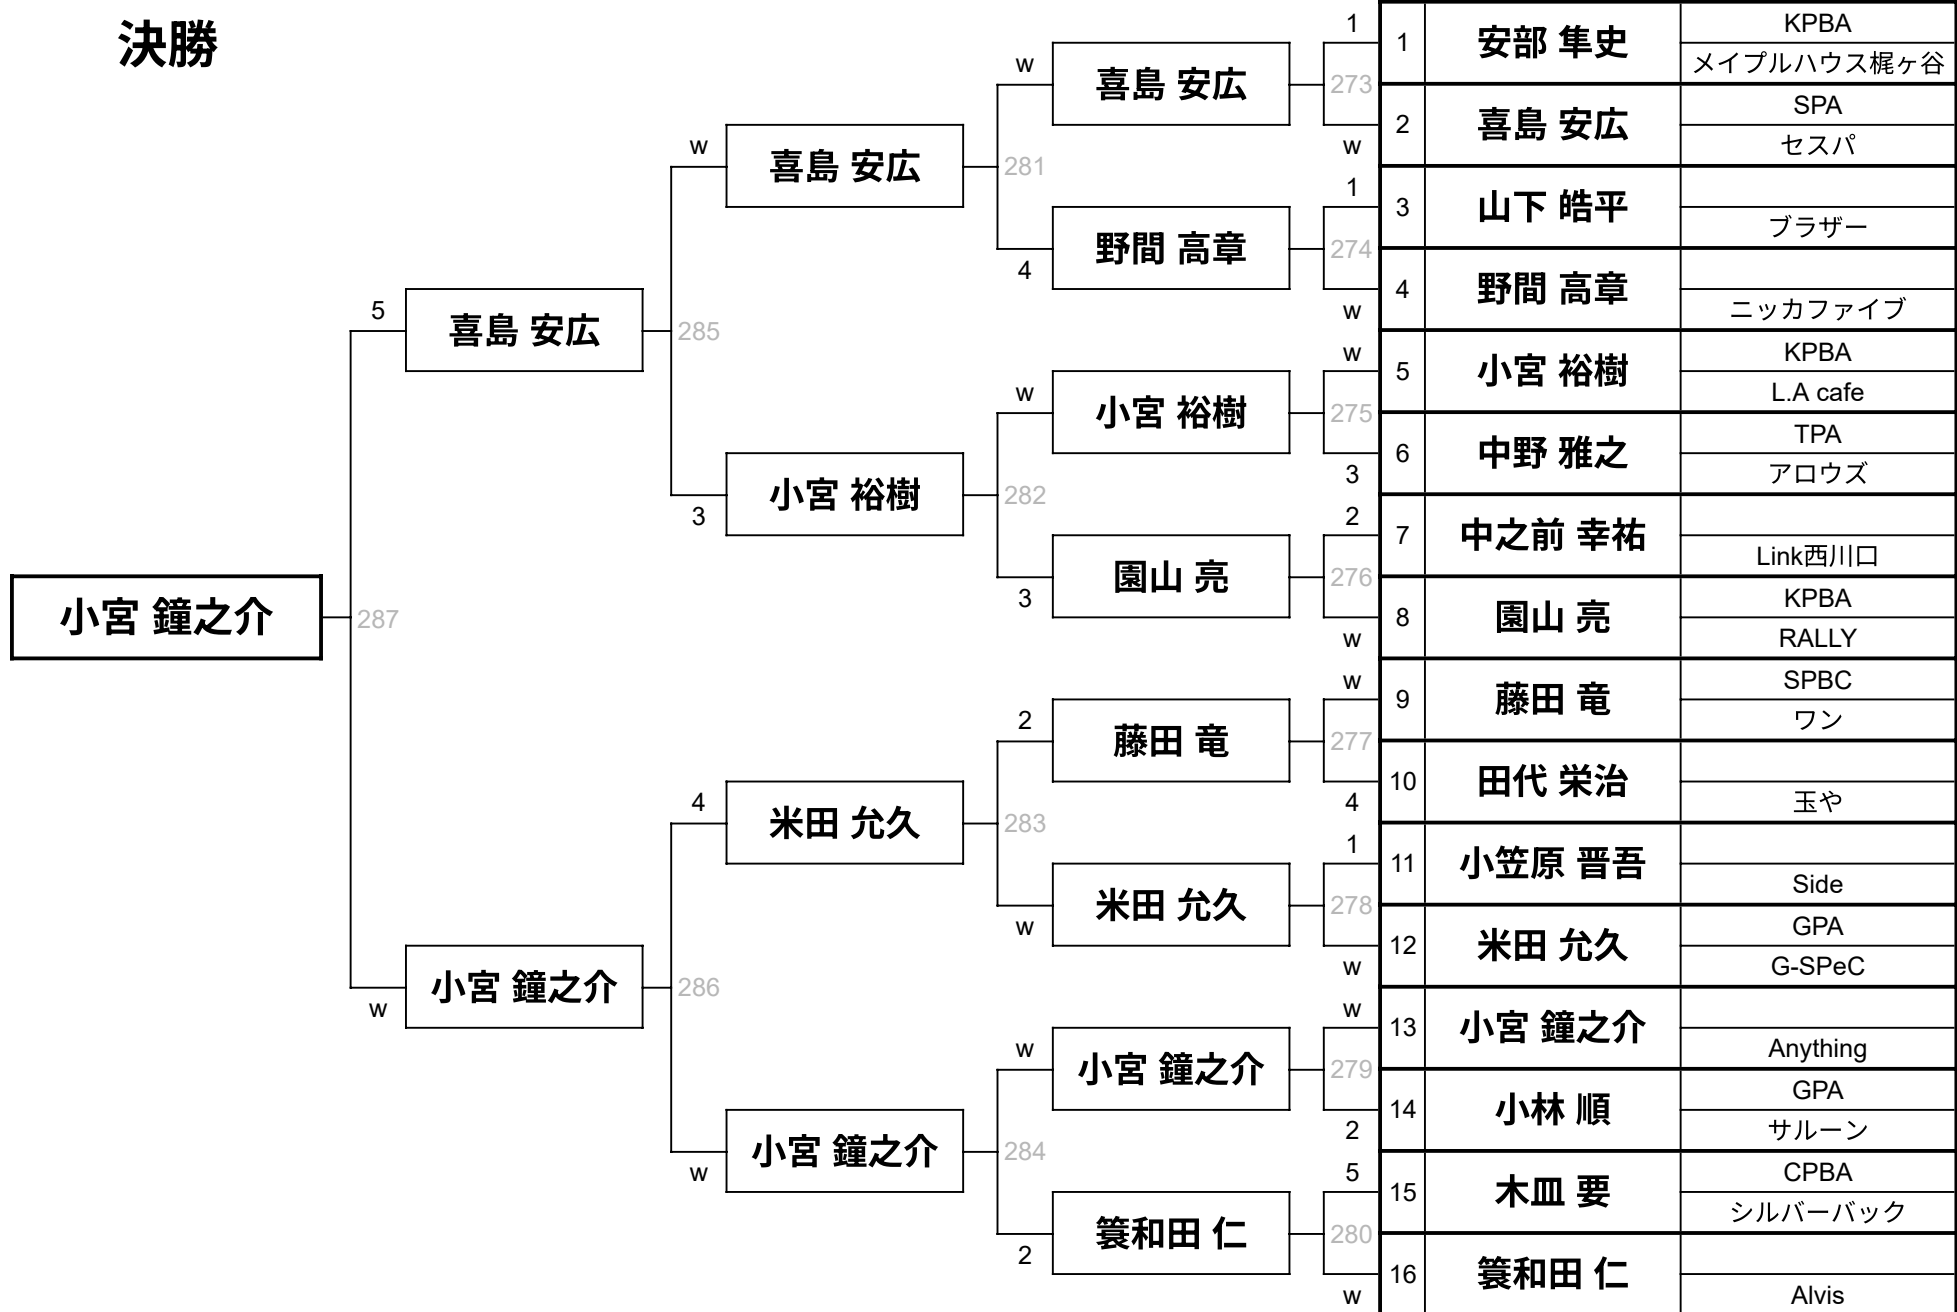 決勝
1 安部 隼史 KPBA
メイプルハウス梶ヶ谷
2 喜島 安広 SPA
セスパ
3 山下 皓平
ブラザー
4 野間 高章
ニッカファイブ
5 小宮 裕樹 KPBA
L.A cafe
6 中野 雅之 TPA
アロウズ
7 中之前 幸祐
Link西川口
8 園山 亮 KPBA
RALLY
9 藤田 竜 SPBC
ワン
10 田代 栄治
玉や
11 小笠原 晋吾
Side
12 米田 允久 GPA
G-SPeC
13 小宮 鐘之介
Anything
14 小林 順 GPA
サルーン
15 木皿 要 CPBA
シルバーバック
16 簑和田 仁
Alvis
1
273
w
1
274
w
w
275
3
2
276
w
w
277
4
1
278
w
w
279
2
5
280
w
w
喜島 安広
281
野間 高章
4
w
小宮 裕樹
282
園山 亮
3
2
藤田 竜
283
米田 允久
w
w
小宮 鐘之介
284
簑和田 仁
2
w
喜島 安広
285
小宮 裕樹
3
4
米田 允久
286
小宮 鐘之介
w
5
喜島 安広
287
小宮 鐘之介
w
小宮 鐘之介